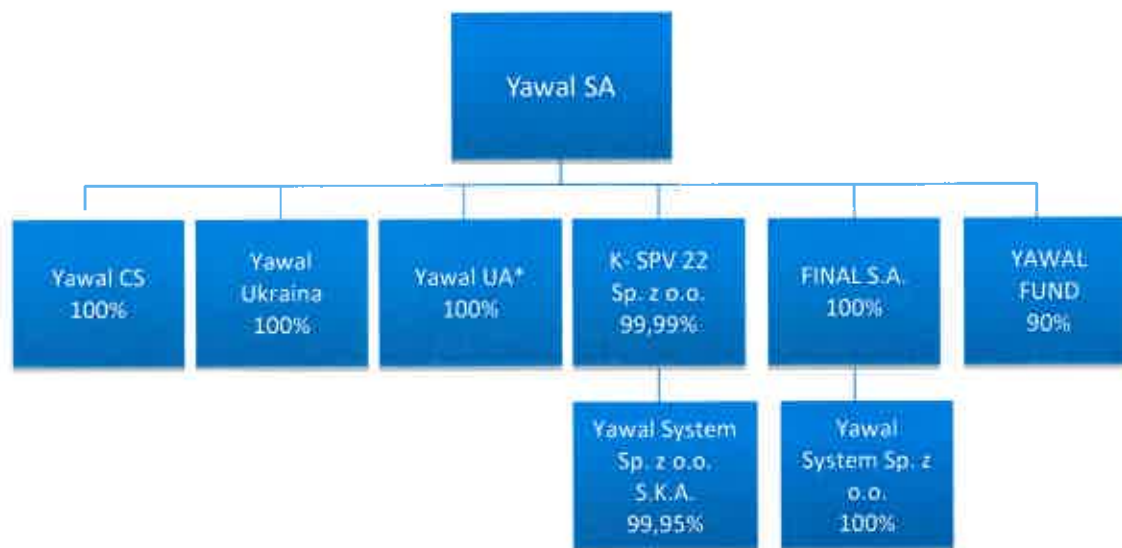 Yawal SA
Yawal CS
100%
Yawal
Ukraina
100%
Yawal UA*
100%
K- SPV 22
Sp. z o.o.
99,99%
FINAL S.A.
100%
YAWAL
FUND
90%
Yawal System
Sp. z o.o.
S.K.A.
99,95%
Yawal
System Sp. z
o.o.
100%